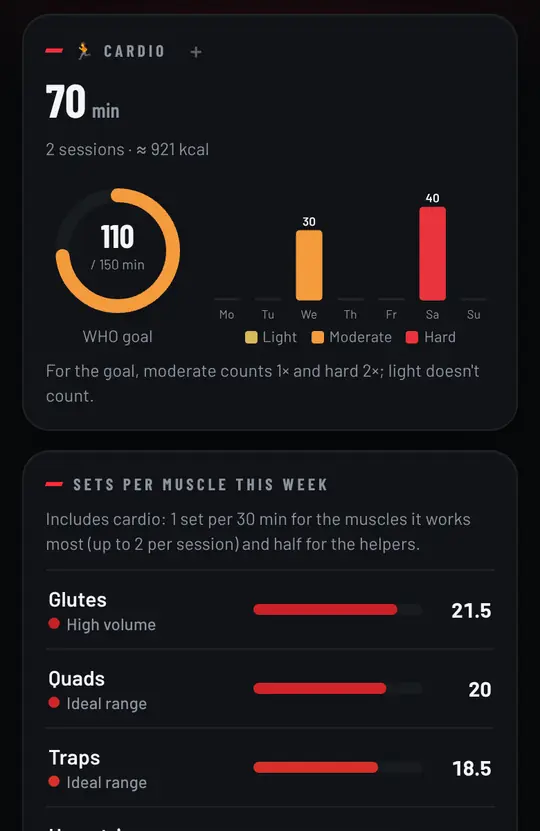 CARDIO +
70 min
2 sessions · ≈ 921 kcal
110
/ 150 min
WHO goal
30
40
Mo Tu We Th Fr Sa Su
Light Moderate Hard
For the goal, moderate counts 1× and hard 2×; light doesn't
count.
SETS PER MUSCLE THIS WEEK
Includes cardio: 1 set per 30 min for the muscles it works
most (up to 2 per session) and half for the helpers.
Glutes
High volume
21.5
Quads
Ideal range
20
Traps
Ideal range
18.5